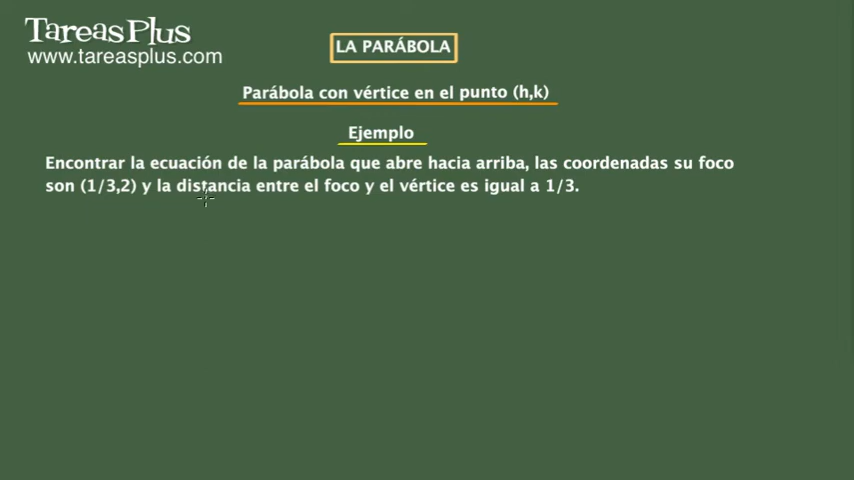 TareasPlus
www.tareasplus.com
LA PARÁBOLA
Parábola con vértice en el punto (h,k)
Ejemplo
Encontrar la ecuación de la parábola que abre hacia arriba, las coordenadas su foco
son (1/3,2) y la distancia entre el foco y el vértice es igual a 1/3.